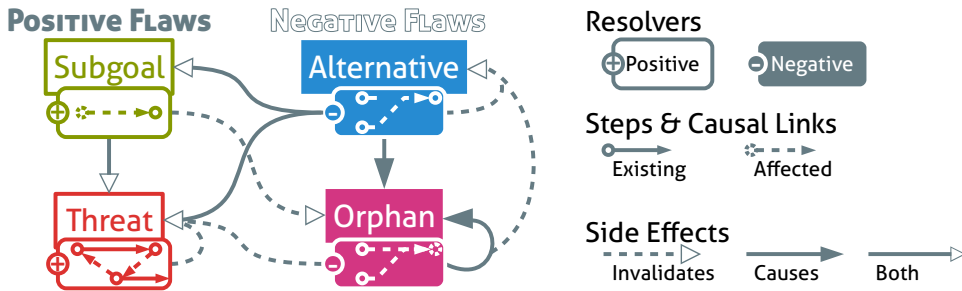 Positive Flaws
Negative Flaws
Subgoal
+
Alternative
-
Threat
+
Orphan
-
Resolvers
+ Positive
- Negative
Steps & Causal Links
Existing
Affected
Side Effects
Invalidates
Causes
Both